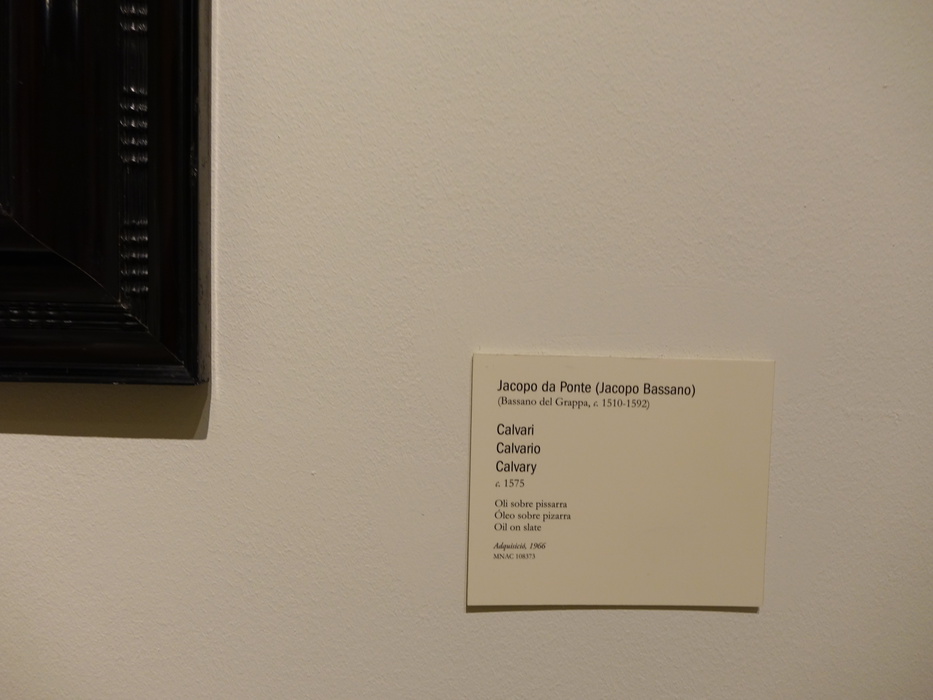 Jacopo da Ponte (Jacopo Bassano)
(Bassano del Grappa, c. 1510-1592)
Calvari
Calvario
Calvary
c. 1575
Oli sobre pissarra
Óleo sobre pizarra
Oil on slate
Adquisició, 1966
MNAC 108373